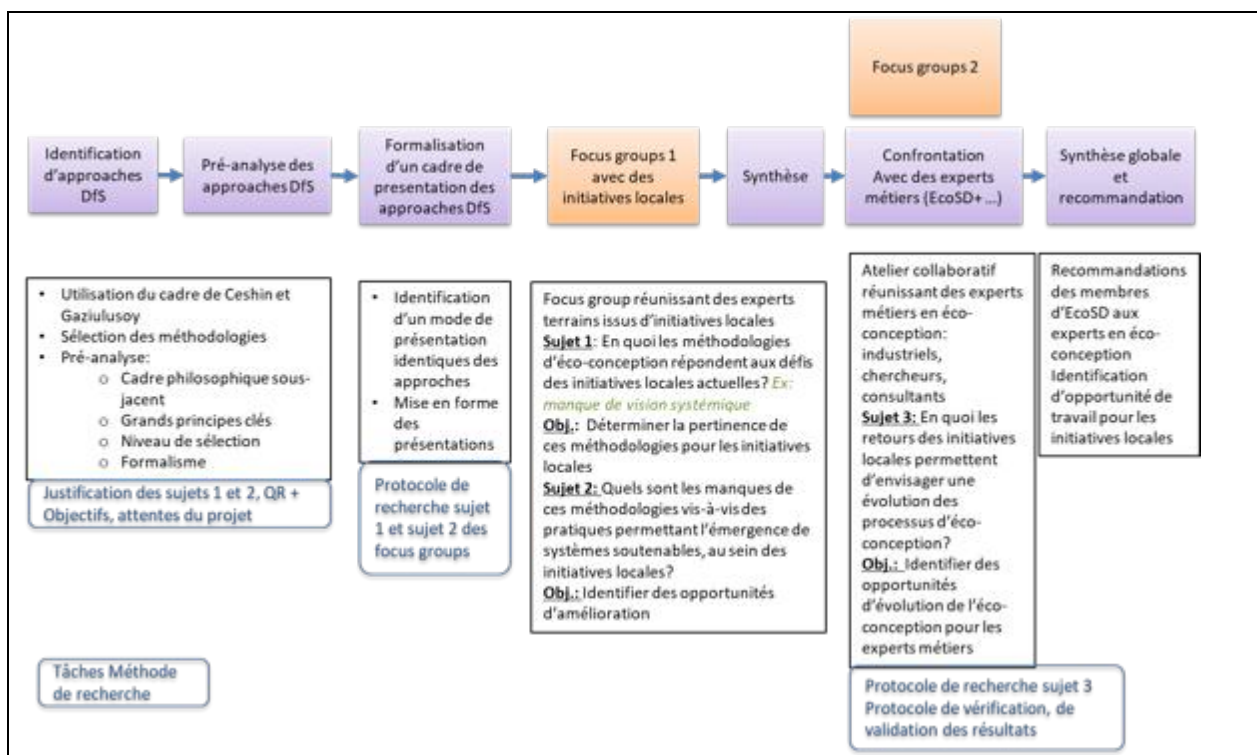 Focus groups 2
Identification
d'approches
DfS
Pré-analyse des
approches DfS
Formalisation
d'un cadre de
presentation des
approches DfS
Focus groups 1
avec des
initiatives locales
Synthèse
Confrontation
Avec des experts
métiers (EcoSD+ ...)
Synthèse globale
et
recommandation
• Utilisation du cadre de Ceshin et
Gaziulusoy
• Sélection des méthodologies
• Pré-analyse:
o Cadre philosophique sous-
jacent
o Grands principes clés
o Niveau de sélection
o Formalisme
Justification des sujets 1 et 2, QR +
Objectifs, attentes du projet
• Identification
d'un mode de
présentation
identiques des
approches
• Mise en forme
des
présentations
Protocole de
recherche sujet
1 et sujet 2 des
focus groups
Focus group réunissant des experts
terrains issus d'initiatives locales
Sujet 1: En quoi les méthodologies
d'éco-conception répondent aux défis
des initiatives locales actuelles? Ex:
manque de vision systémique
Obj.: Déterminer la pertinence de
ces méthodologies pour les initiatives
locales
Sujet 2: Quels sont les manques de
ces méthodologies vis-à-vis des
pratiques permettant l'émergence de
systèmes soutenables, au sein des
initiatives locales?
Obj.: Identifier des opportunités
d'amélioration
Atelier collaboratif
réunissant des experts
métiers en éco-
conception:
industriels,
chercheurs,
consultants
Sujet 3: En quoi les
retours des initiatives
locales permettent
d'envisager une
évolution des
processus d'éco-
conception?
Obj.: Identifier des
opportunités
d'évolution de l'éco-
conception pour les
experts métiers
Protocole de recherche sujet 3
Protocole de vérification, de
validation des résultats
Recommandations
des membres
d'EcoSD aux
experts en éco-
conception
Identification
d'opportunité de
travail pour les
initiatives locales
Tâches Méthode
de recherche